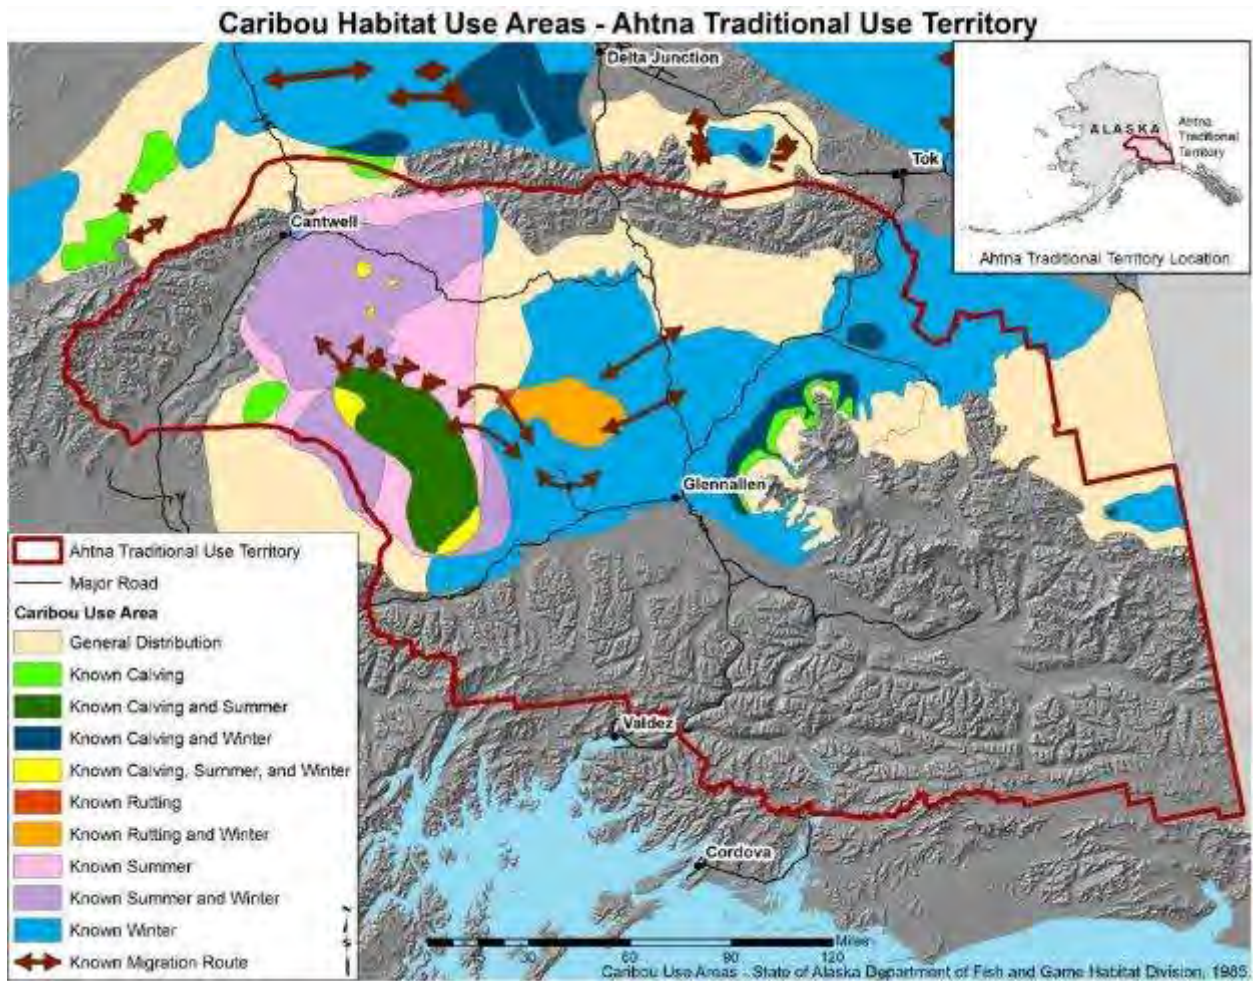 Caribou Habitat Use Areas - Ahtna Traditional Use Territory
Delta Junction
Tok
Cantwell
Glennallen
Valdez
Cordova
ALASKA
Ahtna
Traditional
Territory
Ahtna Traditional Territory Location
Ahtna Traditional Use Territory
Major Road
Caribou Use Area
General Distribution
Known Calving
Known Calving and Summer
Known Calving and Winter
Known Calving, Summer, and Winter
Known Rutting
Known Rutting and Winter
Known Summer
Known Summer and Winter
Known Winter
Known Migration Route
30
60
90
120
Miles
Caribou Use Areas - State of Alaska Department of Fish and Game Habitat Division, 1985.